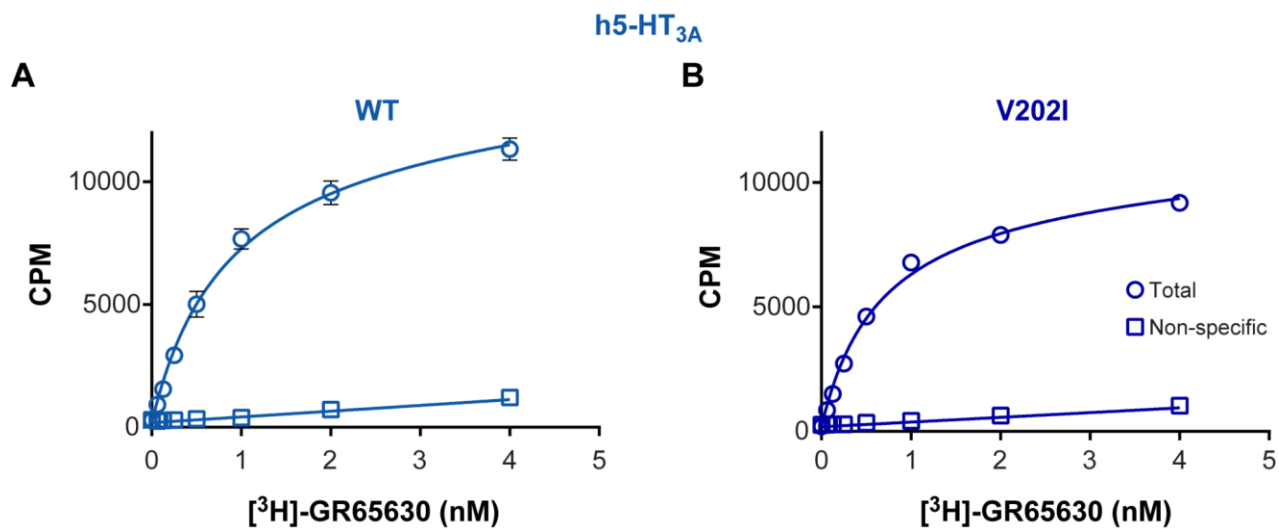 h5-HT3A
A
WT
CPM
10000
5000
0
0 1 2 3 4 5
[³H]-GR65630 (nM)
B
V202I
CPM
10000
5000
0
Total
Non-specific
0 1 2 3 4 5
[³H]-GR65630 (nM)